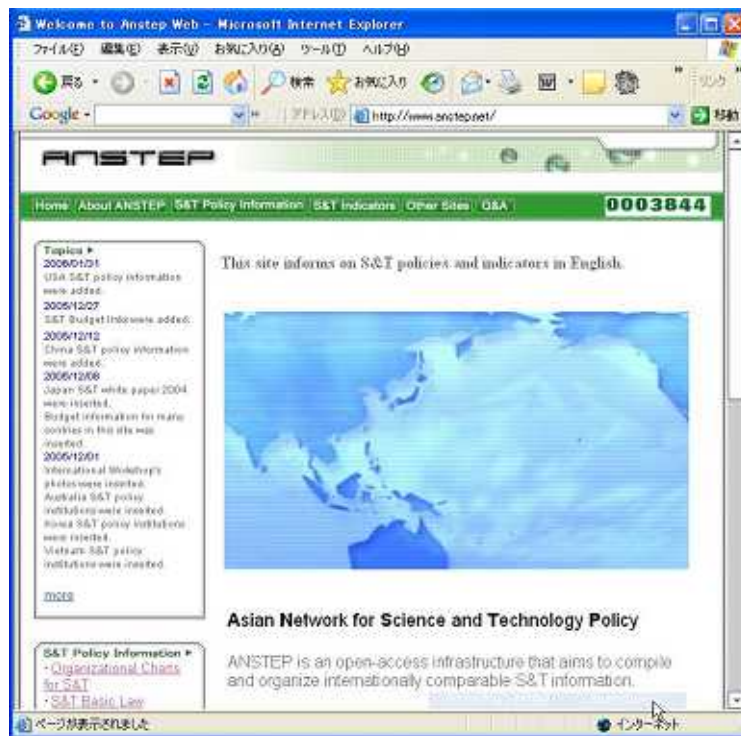 Welcome to Anstep Web - Microsoft Internet Explorer
ファイル(F) 編集(E) 表示(V) お気に入り(A) ツール(T) ヘルプ(H)
戻る 検索 お気に入り リンク
Google アドレス(D) http://www.anstep.net/ 移動
ANSTEP
Home About ANSTEP S&T Policy Information S&T Indicators Other Sites Q&A 0003844
Topics
2006/01/31
USA S&T policy information
were added.
2005/12/27
S&T Budget links were added.
2005/12/12
China S&T policy information
were added.
2005/12/08
Japan S&T white paper 2004
were inserted.
Budget information for many
contries in this site was
inserted.
2005/12/01
International Workshop's
photos were inserted.
Australia S&T policy
institutions were inserted.
Korea S&T policy institutions
were inserted.
Vietnam S&T policy
institutions were inserted.
more
S&T Policy Information
・Organizational Charts
for S&T
・S&T Basic Law
This site informs on S&T policies and indicators in English.
Asian Network for Science and Technology Policy
ANSTEP is an open-access infrastructure that aims to compile
and organize internationally comparable S&T information.
ページが表示されました インターネット